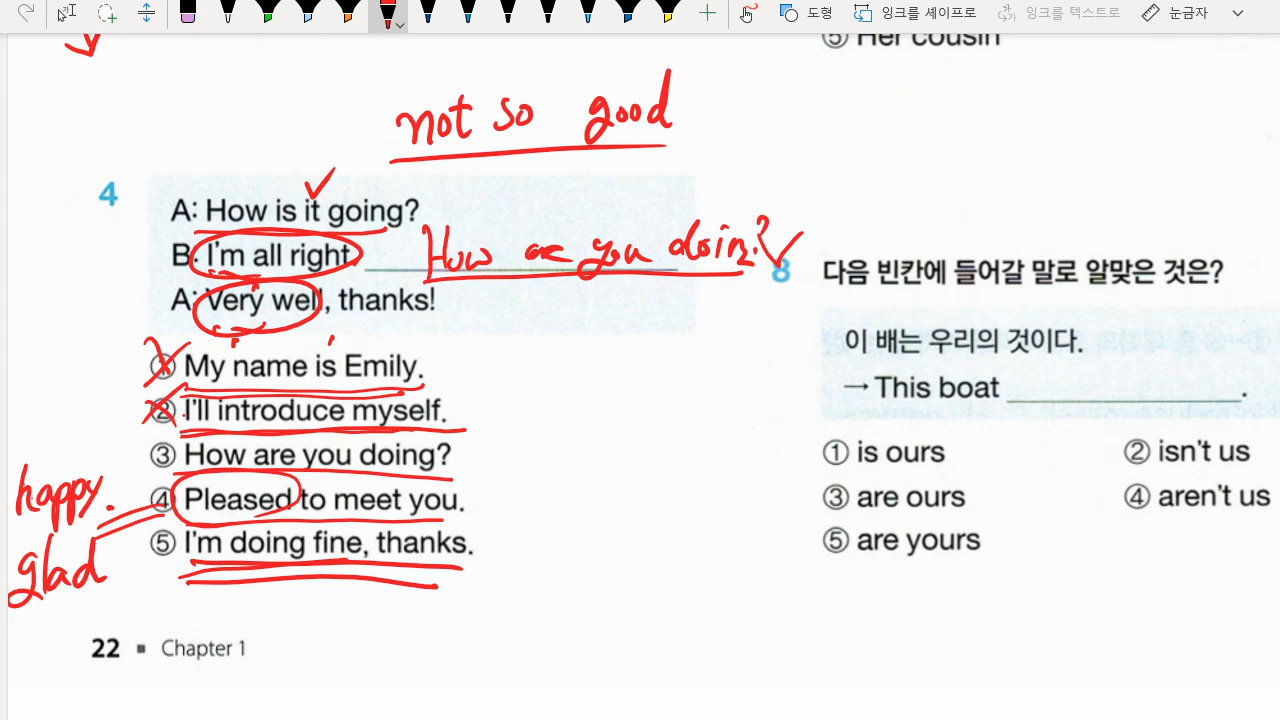 도형
잉크를 셰이프로
잉크를 텍스트로
눈금자
not so good
4
A: How is it going?
B: I'm all right. How are you doing?
A: Very well, thanks!
① My name is Emily.
② I'll introduce myself.
③ How are you doing?
④ Pleased to meet you.
⑤ I'm doing fine, thanks.
happy.
glad
22 ■ Chapter 1
⑤ Her cousin
8 다음 빈칸에 들어갈 말로 알맞은 것은?
이 배는 우리의 것이다.
→ This boat ____________.
① is ours ② isn't us
③ are ours ④ aren't us
⑤ are yours